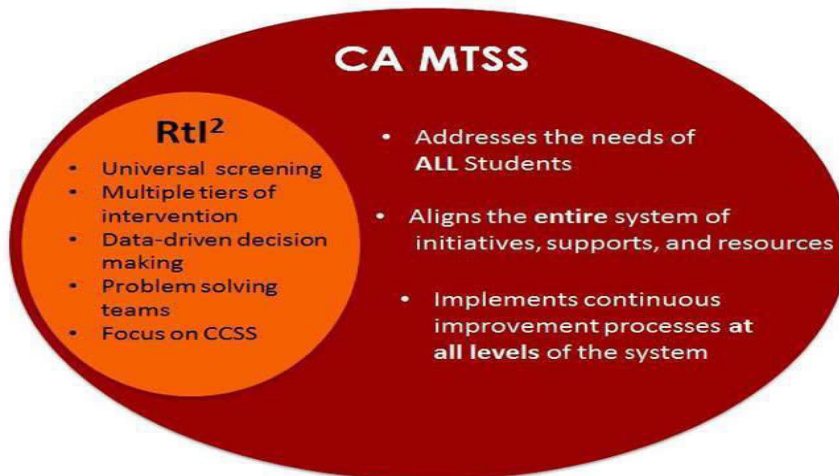 CA MTSS
RtI²
• Universal screening
• Multiple tiers of
intervention
• Data-driven decision
making
• Problem solving
teams
• Focus on CCSS
• Addresses the needs of
ALL Students
• Aligns the entire system of
initiatives, supports, and resources
• Implements continuous
improvement processes at
all levels of the system